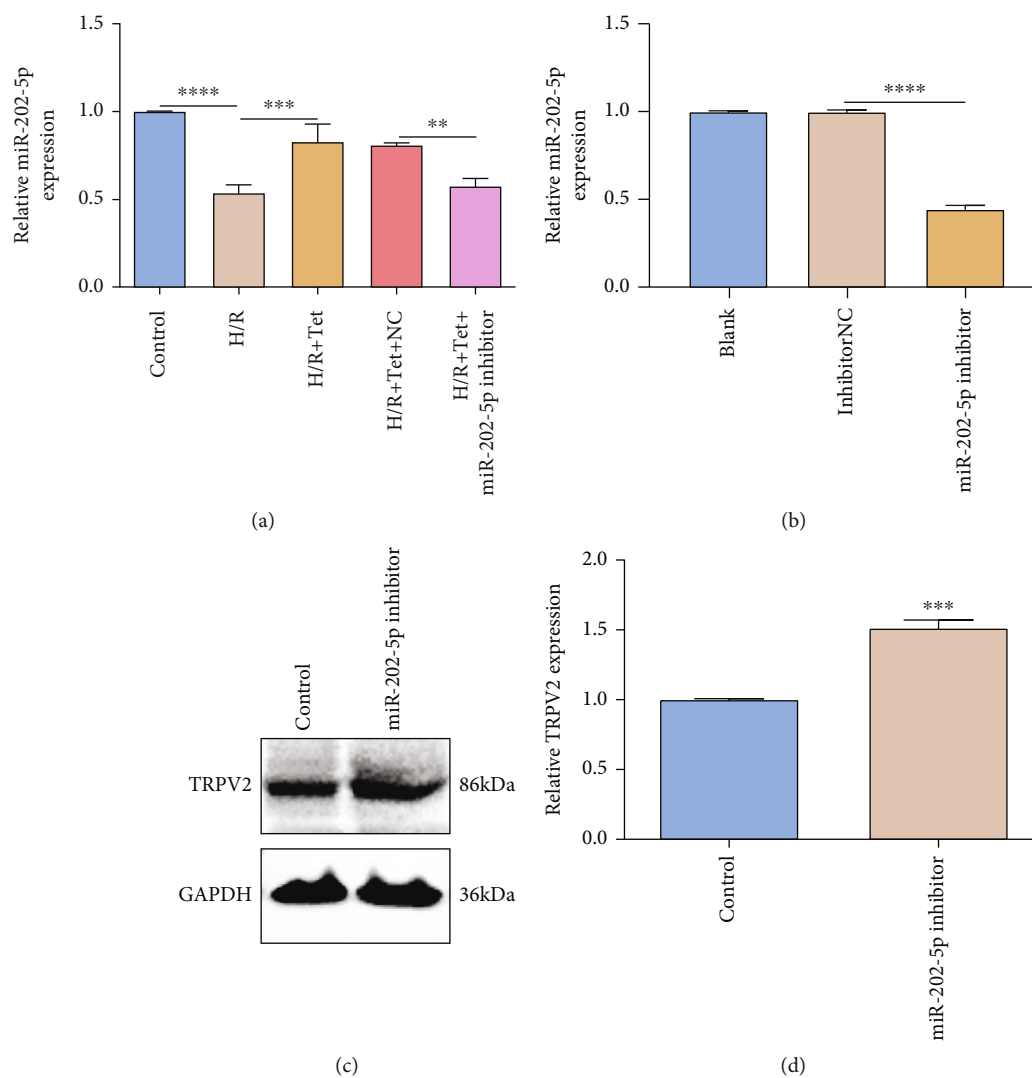 Relative miR-202-5p
expression
1.5
1.0
0.5
0.0
****
***
**
Control
H/R
H/R+Tet
H/R+Tet+NC
H/R+Tet+
miR-202-5p inhibitor
(a)
Relative miR-202-5p
expression
1.5
1.0
0.5
0.0
****
Blank
InhibitorNC
miR-202-5p inhibitor
(b)
Control
miR-202-5p inhibitor
TRPV2
86kDa
GAPDH
36kDa
(c)
Relative TRPV2 expression
2.0
1.5
1.0
0.5
0.0
***
Control
miR-202-5p inhibitor
(d)